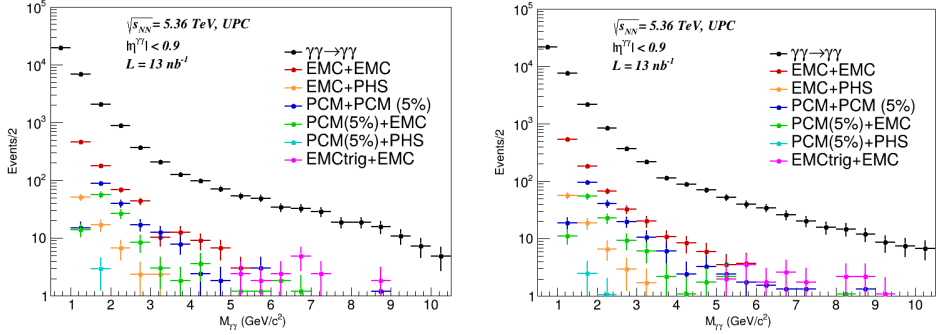 √s_NN = 5.36 TeV, UPC
|η^γγ| < 0.9
L = 13 nb⁻¹
γγ→γγ
EMC+EMC
EMC+PHS
PCM+PCM (5%)
PCM(5%)+EMC
PCM(5%)+PHS
EMCtrig+EMC
Events/2
10⁵
10⁴
10³
10²
10
1
1 2 3 4 5 6 7 8 9 10
M_γγ (GeV/c²)
√s_NN = 5.36 TeV, UPC
|η^γγ| < 0.9
L = 13 nb⁻¹
γγ→γγ
EMC+EMC
EMC+PHS
PCM+PCM (5%)
PCM(5%)+EMC
PCM(5%)+PHS
EMCtrig+EMC
Events/2
10⁵
10⁴
10³
10²
10
1
1 2 3 4 5 6 7 8 9 10
M_γγ (GeV/c²)